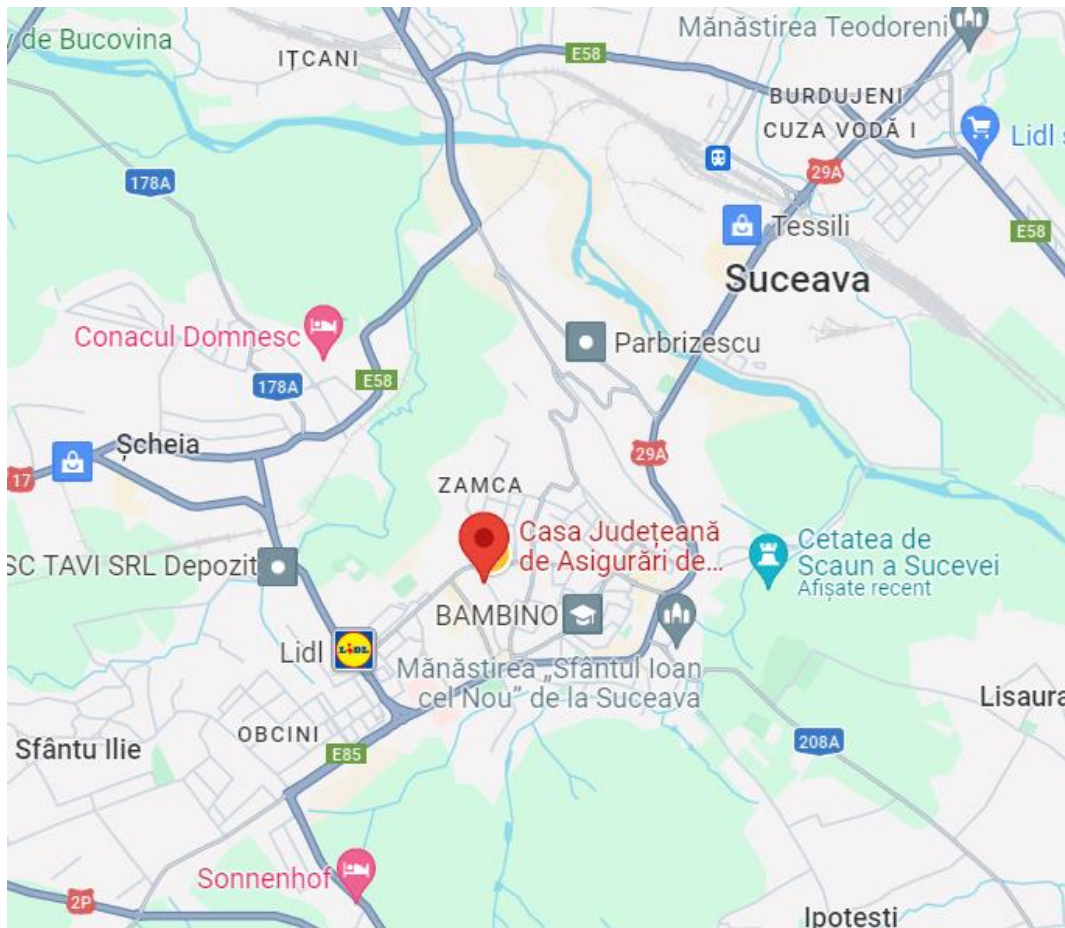 de Bucovina
IȚCANI
E58
Mănăstirea Teodoreni
BURDUJENI
CUZA VODĂ I
Lidl
178A
29A
Tessili
E58
Suceava
Conacul Domnesc
Parbrizescu
178A
E58
Șcheia
17
29A
ZAMCA
Casa Județeană
de Asigurări de...
Cetatea de
Scaun a Sucevei
Afișate recent
SC TAVI SRL Depozit
BAMBINO
Lidl
LIDL
Mănăstirea „Sfântul Ioan
cel Nou” de la Suceava
Lisaura
OBCINI
Sfântu Ilie
E85
208A
Sonnenhof
2P
Ipotesti